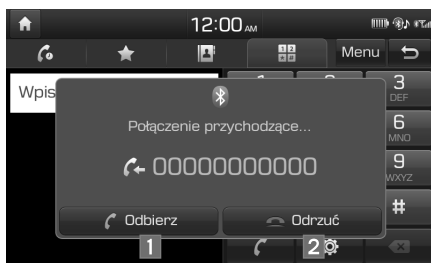 12:00 AM
Menu
Wpis
3
DEF
6
MNO
9
WXYZ
#
Połączenie przychodzące...
00000000000
Odbierz
Odrzuć
1
2